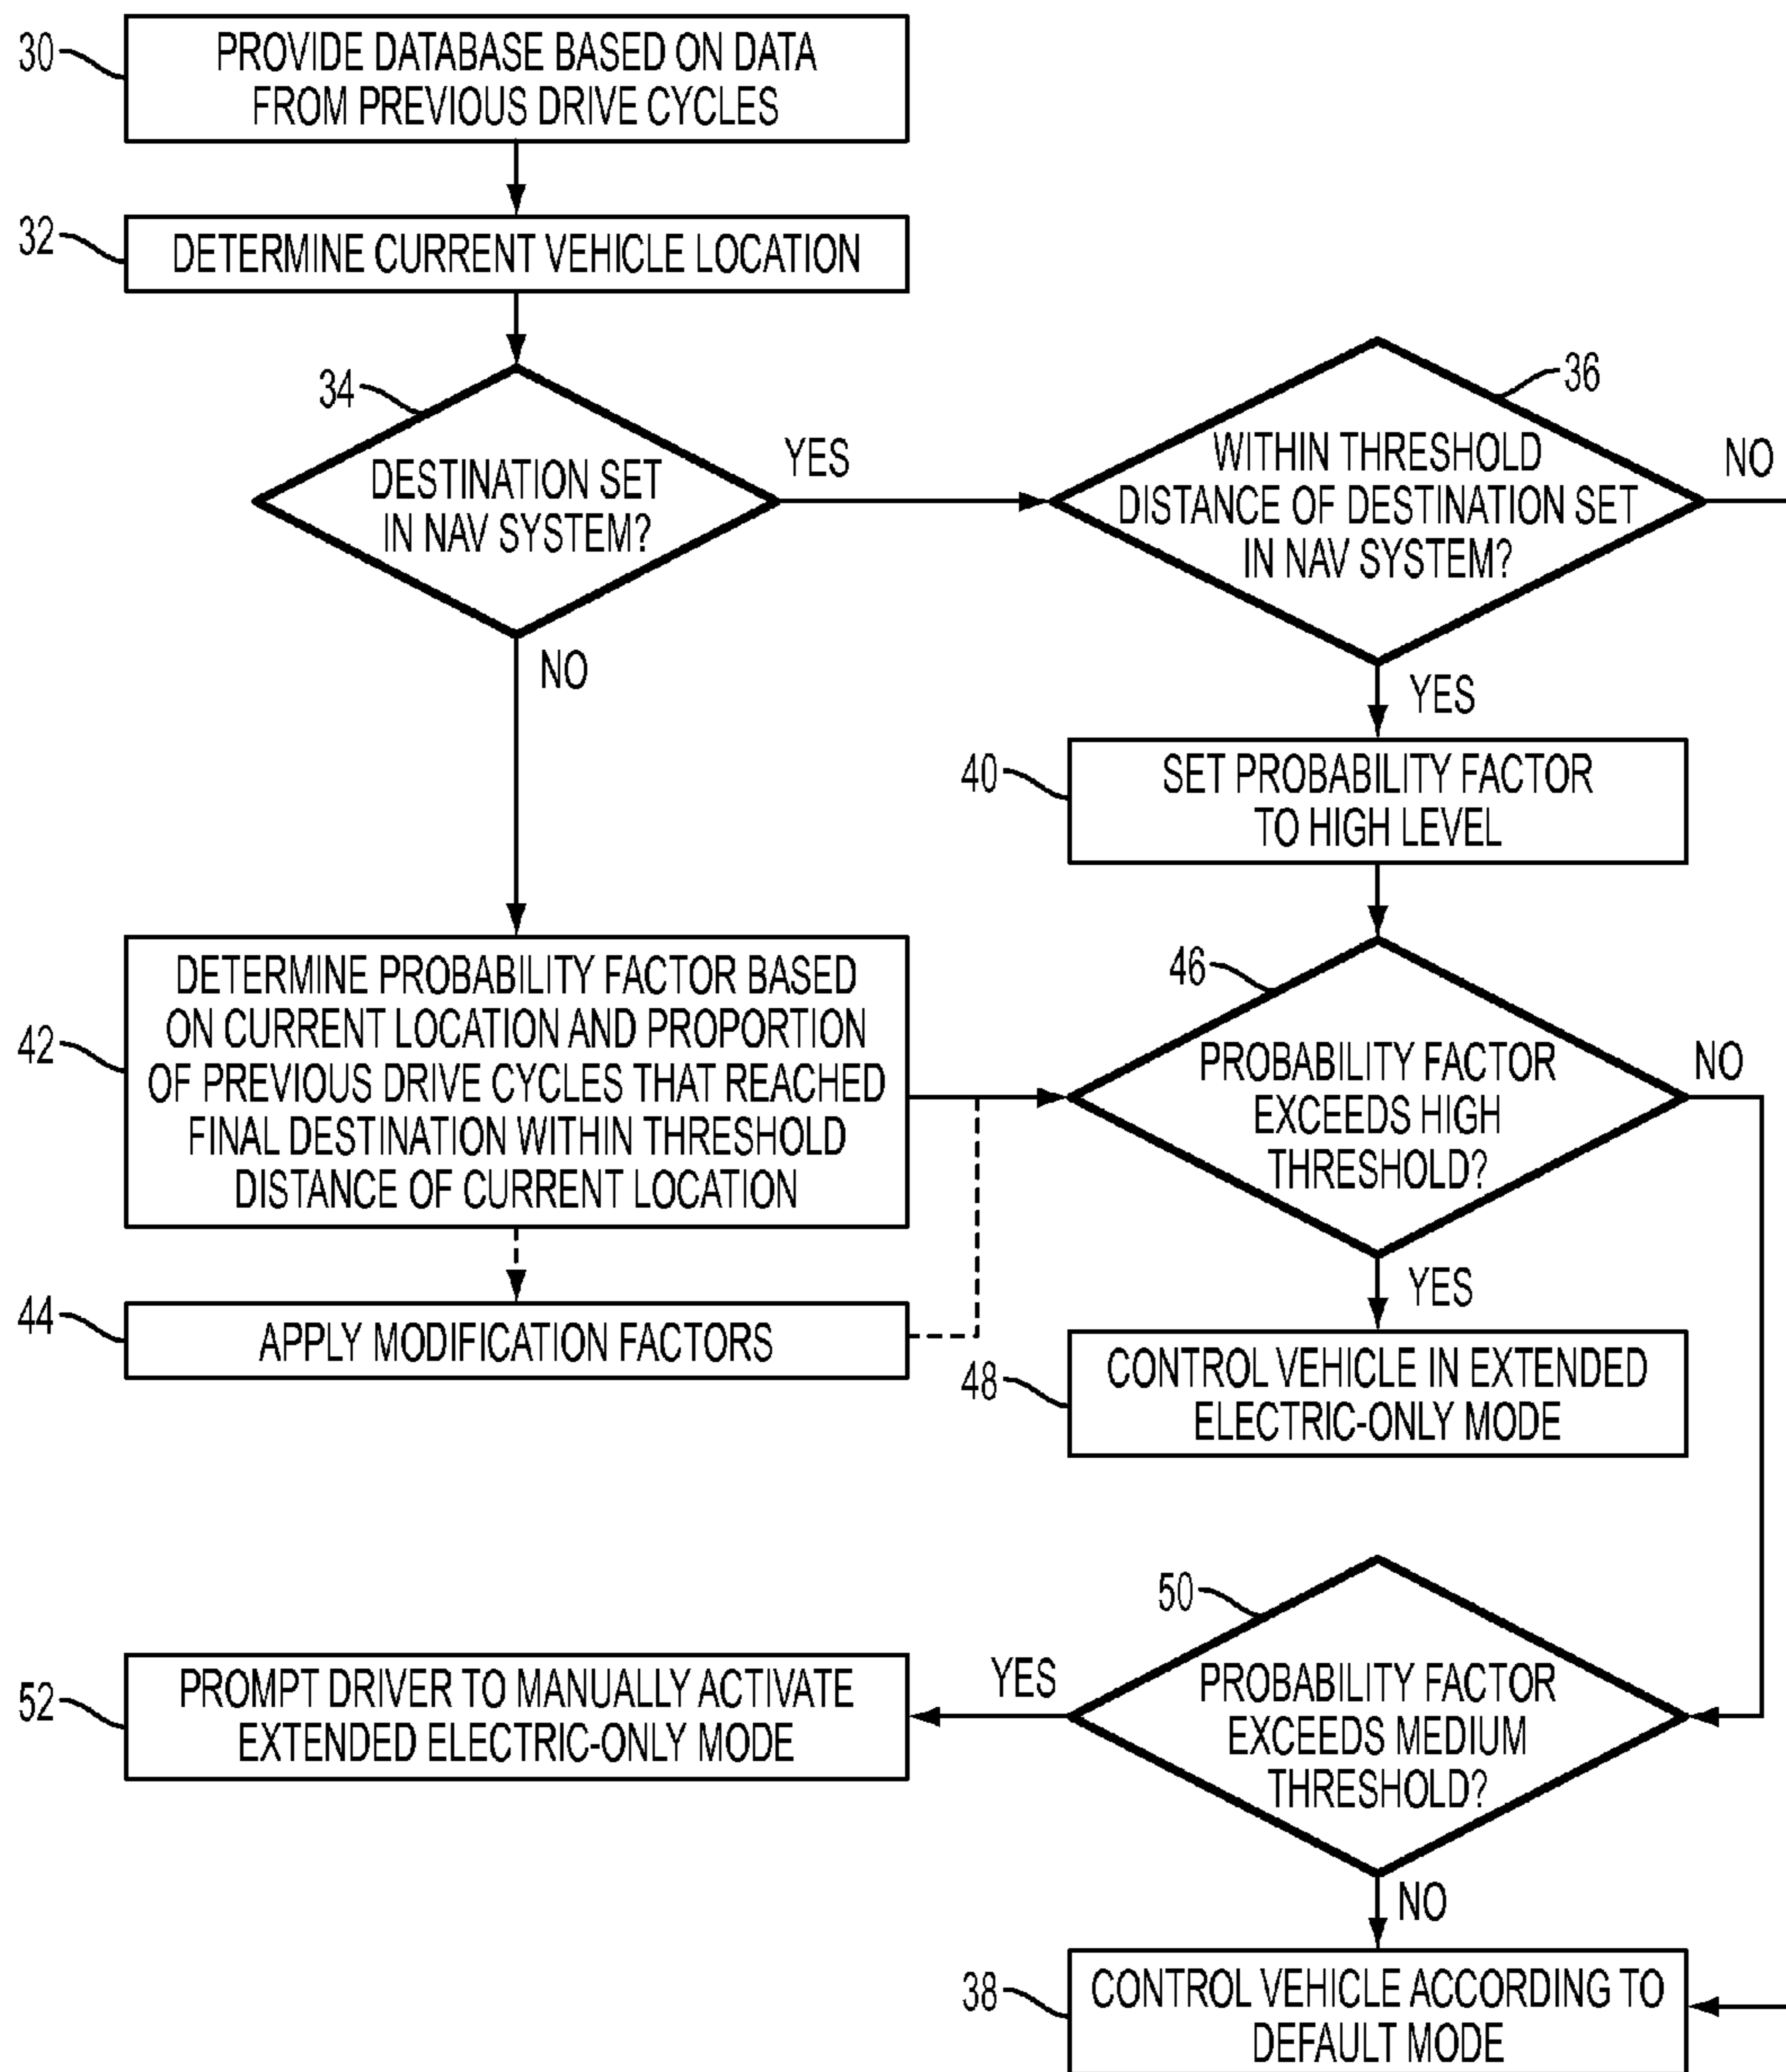 30
PROVIDE DATABASE BASED ON DATA
FROM PREVIOUS DRIVE CYCLES
32
DETERMINE CURRENT VEHICLE LOCATION
34
DESTINATION SET
IN NAV SYSTEM?
YES
NO
36
WITHIN THRESHOLD
DISTANCE OF DESTINATION SET
IN NAV SYSTEM?
NO
YES
40
SET PROBABILITY FACTOR
TO HIGH LEVEL
42
DETERMINE PROBABILITY FACTOR BASED
ON CURRENT LOCATION AND PROPORTION
OF PREVIOUS DRIVE CYCLES THAT REACHED
FINAL DESTINATION WITHIN THRESHOLD
DISTANCE OF CURRENT LOCATION
44
APPLY MODIFICATION FACTORS
46
PROBABILITY FACTOR
EXCEEDS HIGH
THRESHOLD?
NO
YES
48
CONTROL VEHICLE IN EXTENDED
ELECTRIC-ONLY MODE
50
PROBABILITY FACTOR
EXCEEDS MEDIUM
THRESHOLD?
YES
52
PROMPT DRIVER TO MANUALLY ACTIVATE
EXTENDED ELECTRIC-ONLY MODE
NO
38
CONTROL VEHICLE ACCORDING TO
DEFAULT MODE